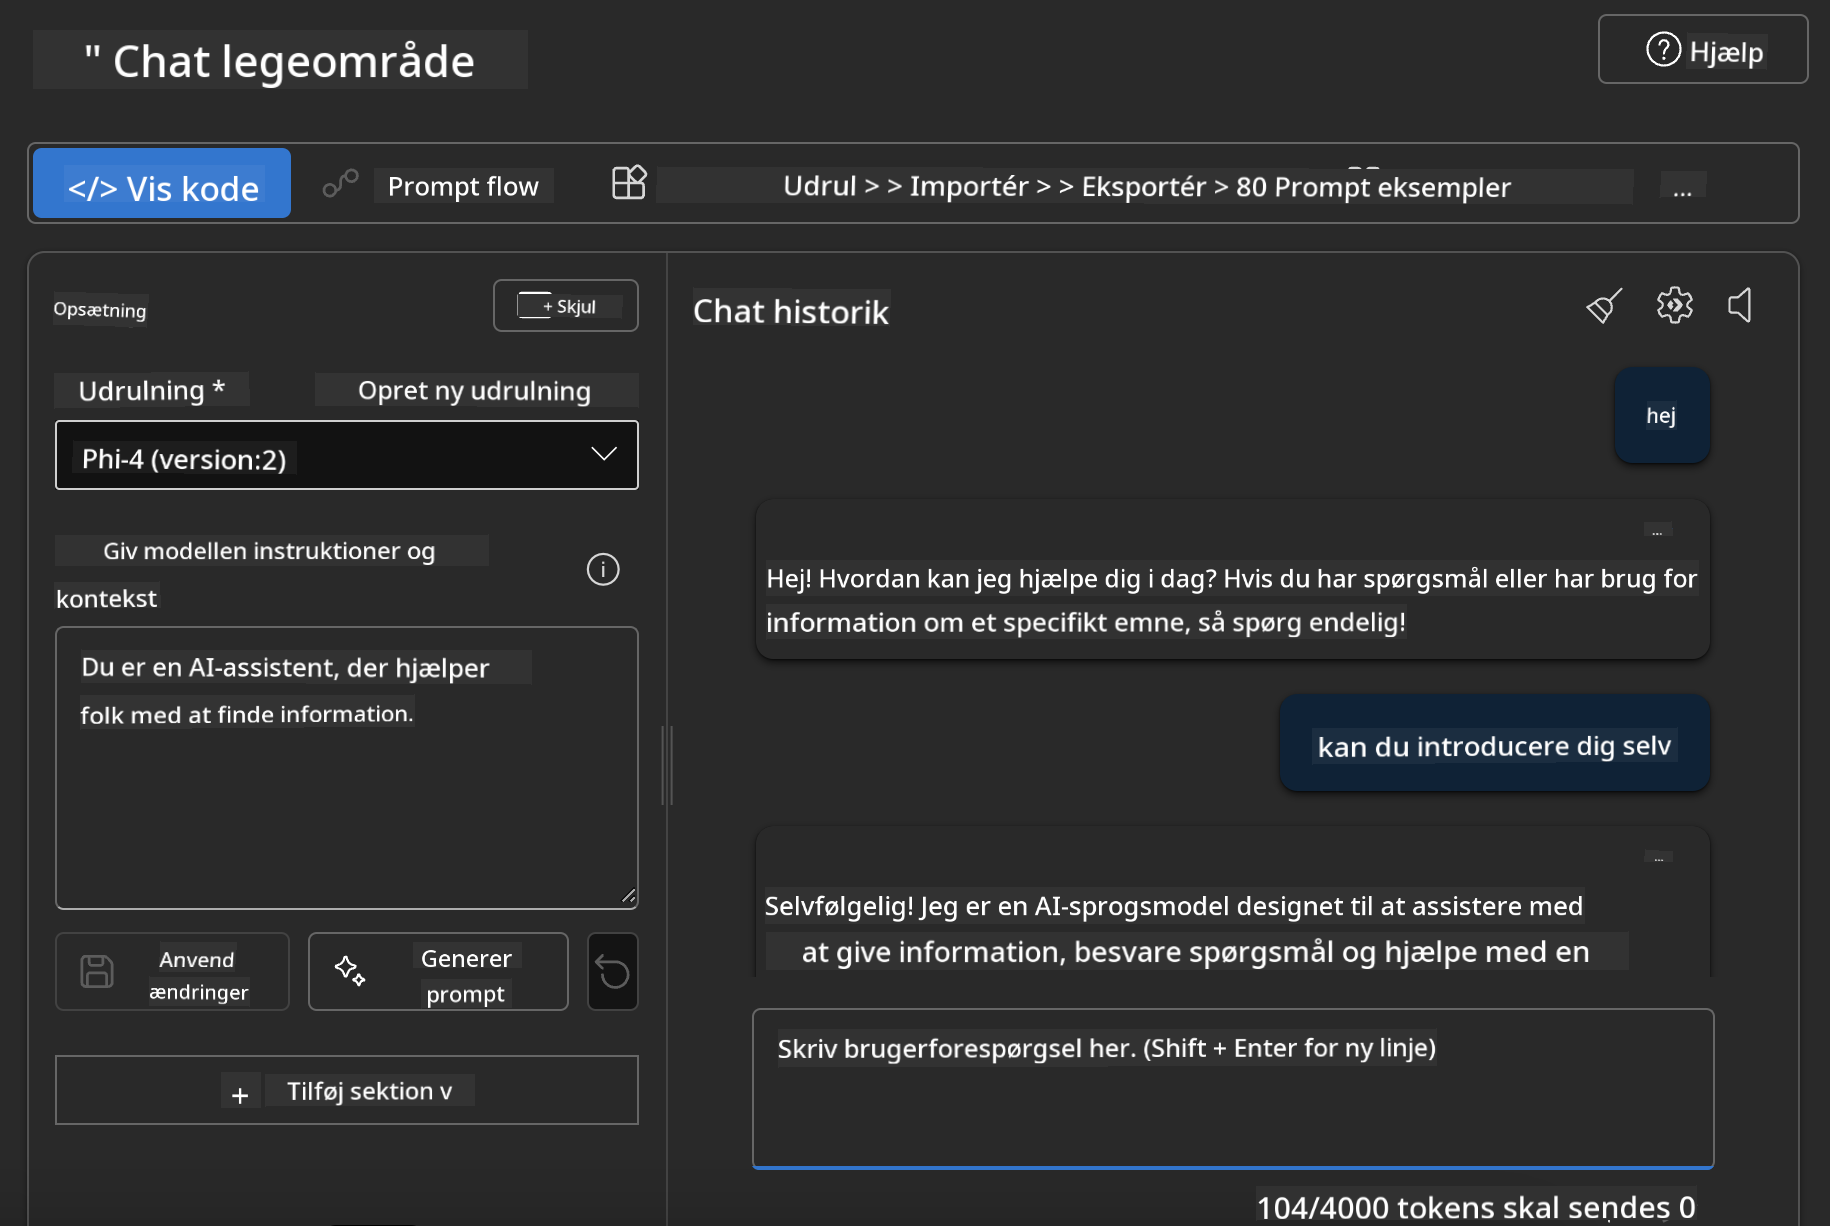 " Chat legeområde
Hjælp
</> Vis kode
Prompt flow
Udrul > > Importér > > Eksportér > 80 Prompt eksempler
...
Opsætning
+ Skjul
Chat historik
Udrulning *
Opret ny udrulning
Phi-4 (version:2)
Giv modellen instruktioner og
kontekst
Du er en AI-assistent, der hjælper
folk med at finde information.
Anvend
ændringer
Generer
prompt
+ Tilføj sektion v
hej
...
Hej! Hvordan kan jeg hjælpe dig i dag? Hvis du har spørgsmål eller har brug for
information om et specifikt emne, så spørg endelig!
kan du introducere dig selv
...
Selvfølgelig! Jeg er en AI-sprogsmodel designet til at assistere med
at give information, besvare spørgsmål og hjælpe med en
Skriv brugerforespørgsel her. (Shift + Enter for ny linje)
104/4000 tokens skal sendes 0